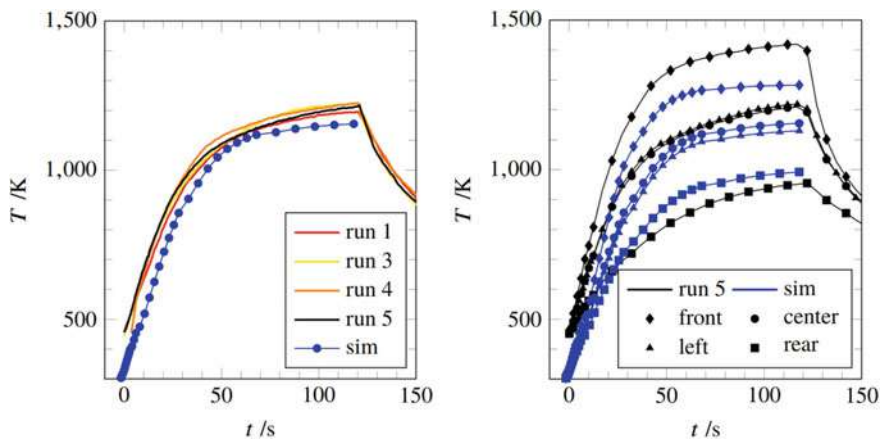 1,500
1,000
500
T /K
0 50 100 150
t /s
run 1
run 3
run 4
run 5
sim
1,500
1,000
500
T /K
0 50 100 150
t /s
run 5 sim
front center
left rear